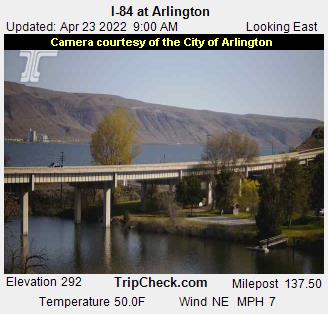 I-84 at Arlington
Updated: Apr 23 2022 9:00 AM Looking East
Camera courtesy of the City of Arlington
Elevation 292 TripCheck.com Milepost 137.50
Temperature 50.0F Wind NE MPH 7